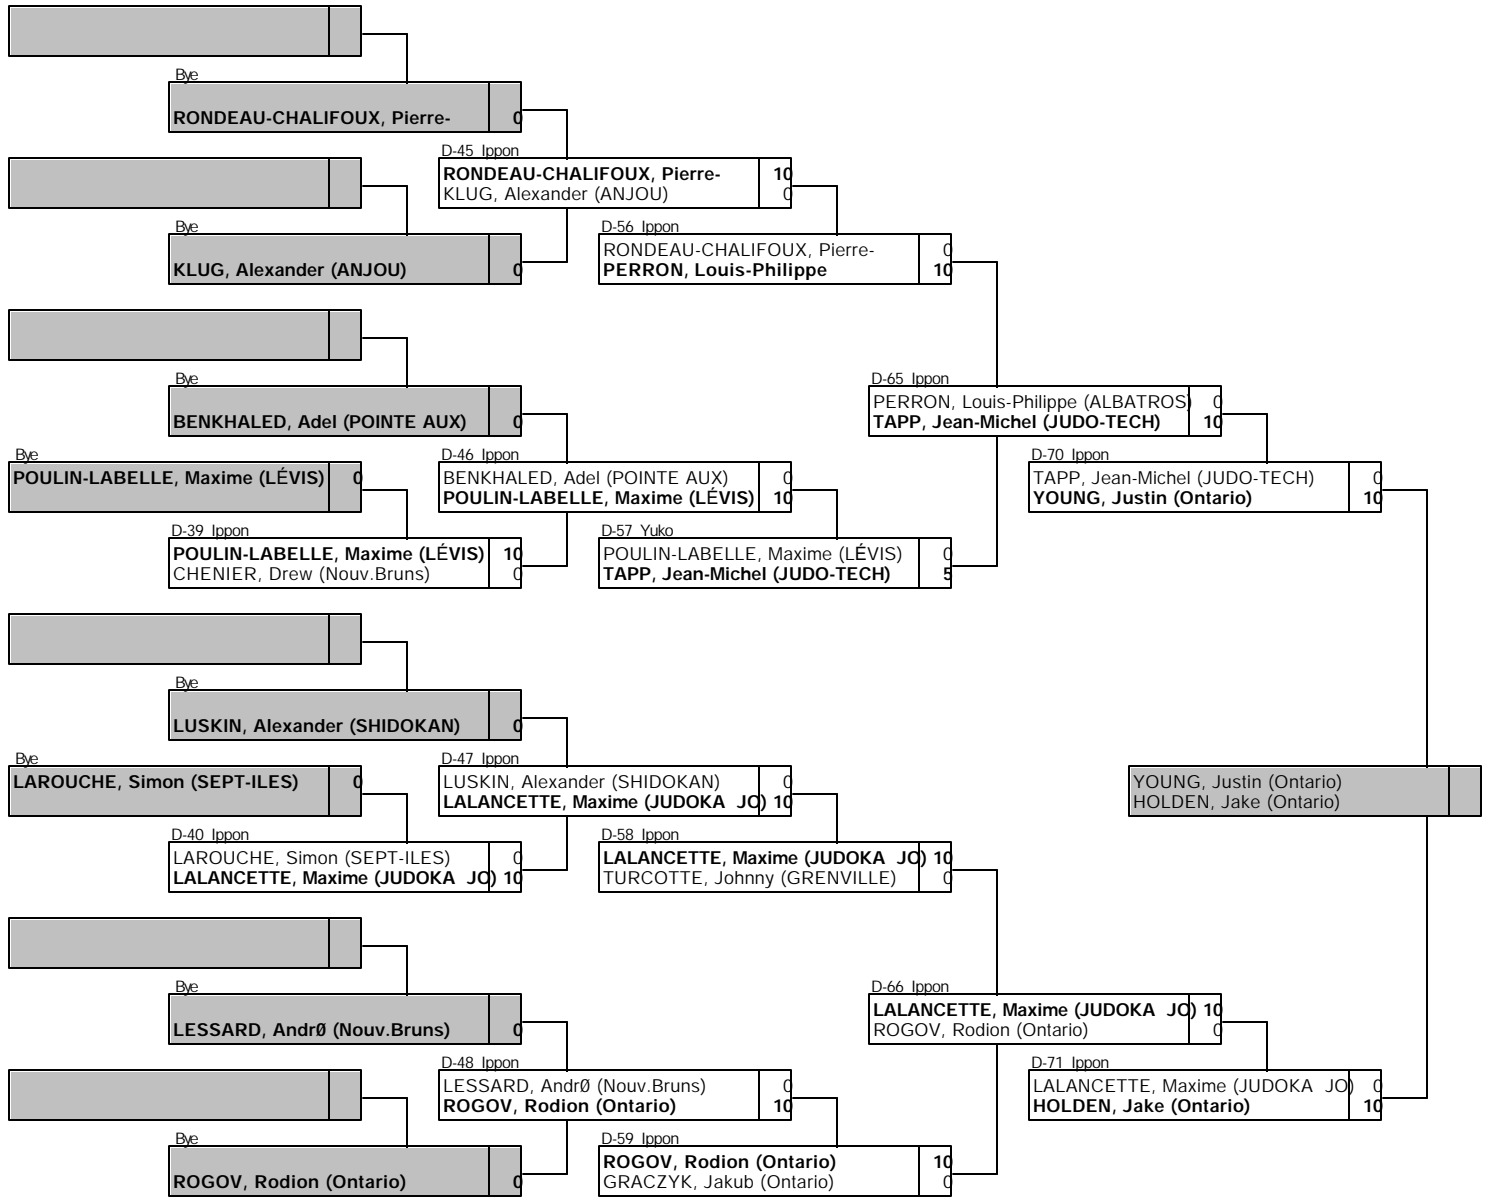 Bye
RONDEAU-CHALIFOUX, Pierre- 0
D-45 Ippon
RONDEAU-CHALIFOUX, Pierre- 10
KLUG, Alexander (ANJOU) 0
Bye
KLUG, Alexander (ANJOU) 0
D-56 Ippon
RONDEAU-CHALIFOUX, Pierre- 0
PERRON, Louis-Philippe 10
Bye
BENKHALED, Adel (POINTE AUX) 0
D-65 Ippon
PERRON, Louis-Philippe (ALBATROS) 0
TAPP, Jean-Michel (JUDO-TECH) 10
Bye
POULIN-LABELLE, Maxime (LÉVIS) 0
D-46 Ippon
BENKHALED, Adel (POINTE AUX) 0
POULIN-LABELLE, Maxime (LÉVIS) 10
D-70 Ippon
TAPP, Jean-Michel (JUDO-TECH) 0
YOUNG, Justin (Ontario) 10
D-39 Ippon
POULIN-LABELLE, Maxime (LÉVIS) 10
CHENIER, Drew (Nouv.Bruns) 0
D-57 Yuko
POULIN-LABELLE, Maxime (LÉVIS) 0
TAPP, Jean-Michel (JUDO-TECH) 5
Bye
LUSKIN, Alexander (SHIDOKAN) 0
Bye
LAROUCHE, Simon (SEPT-ILES) 0
D-47 Ippon
LUSKIN, Alexander (SHIDOKAN) 0
LALANCETTE, Maxime (JUDOKA JO) 10
YOUNG, Justin (Ontario)
HOLDEN, Jake (Ontario)
D-40 Ippon
LAROUCHE, Simon (SEPT-ILES) 0
LALANCETTE, Maxime (JUDOKA JO) 10
D-58 Ippon
LALANCETTE, Maxime (JUDOKA JO) 10
TURCOTTE, Johnny (GRENVILLE) 0
Bye
LESSARD, AndrØ (Nouv.Bruns) 0
D-66 Ippon
LALANCETTE, Maxime (JUDOKA JO) 10
ROGOV, Rodion (Ontario) 0
D-48 Ippon
LESSARD, AndrØ (Nouv.Bruns) 0
ROGOV, Rodion (Ontario) 10
D-71 Ippon
LALANCETTE, Maxime (JUDOKA JO) 0
HOLDEN, Jake (Ontario) 10
Bye
ROGOV, Rodion (Ontario) 0
D-59 Ippon
ROGOV, Rodion (Ontario) 10
GRACZYK, Jakub (Ontario) 0